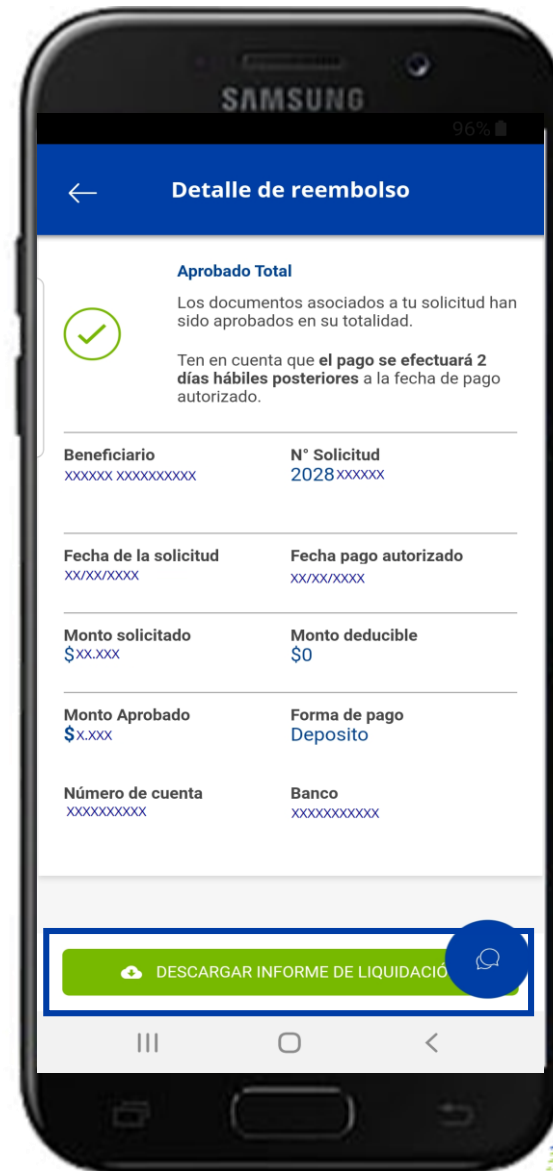 SAMSUNG
96%
Detalle de reembolso
Aprobado Total
Los documentos asociados a tu solicitud han
sido aprobados en su totalidad.
Ten en cuenta que el pago se efectuará 2
días hábiles posteriores a la fecha de pago
autorizado.
Beneficiario
XXXXXX XXXXXXXXXX
N° Solicitud
2028XXXXXX
Fecha de la solicitud
XX/XX/XXXX
Fecha pago autorizado
XX/XX/XXXX
Monto solicitado
$XX.XXX
Monto deducible
$0
Monto Aprobado
$X.XXX
Forma de pago
Deposito
Número de cuenta
XXXXXXXXXX
Banco
XXXXXXXXXXX
DESCARGAR INFORME DE LIQUIDACIÓ